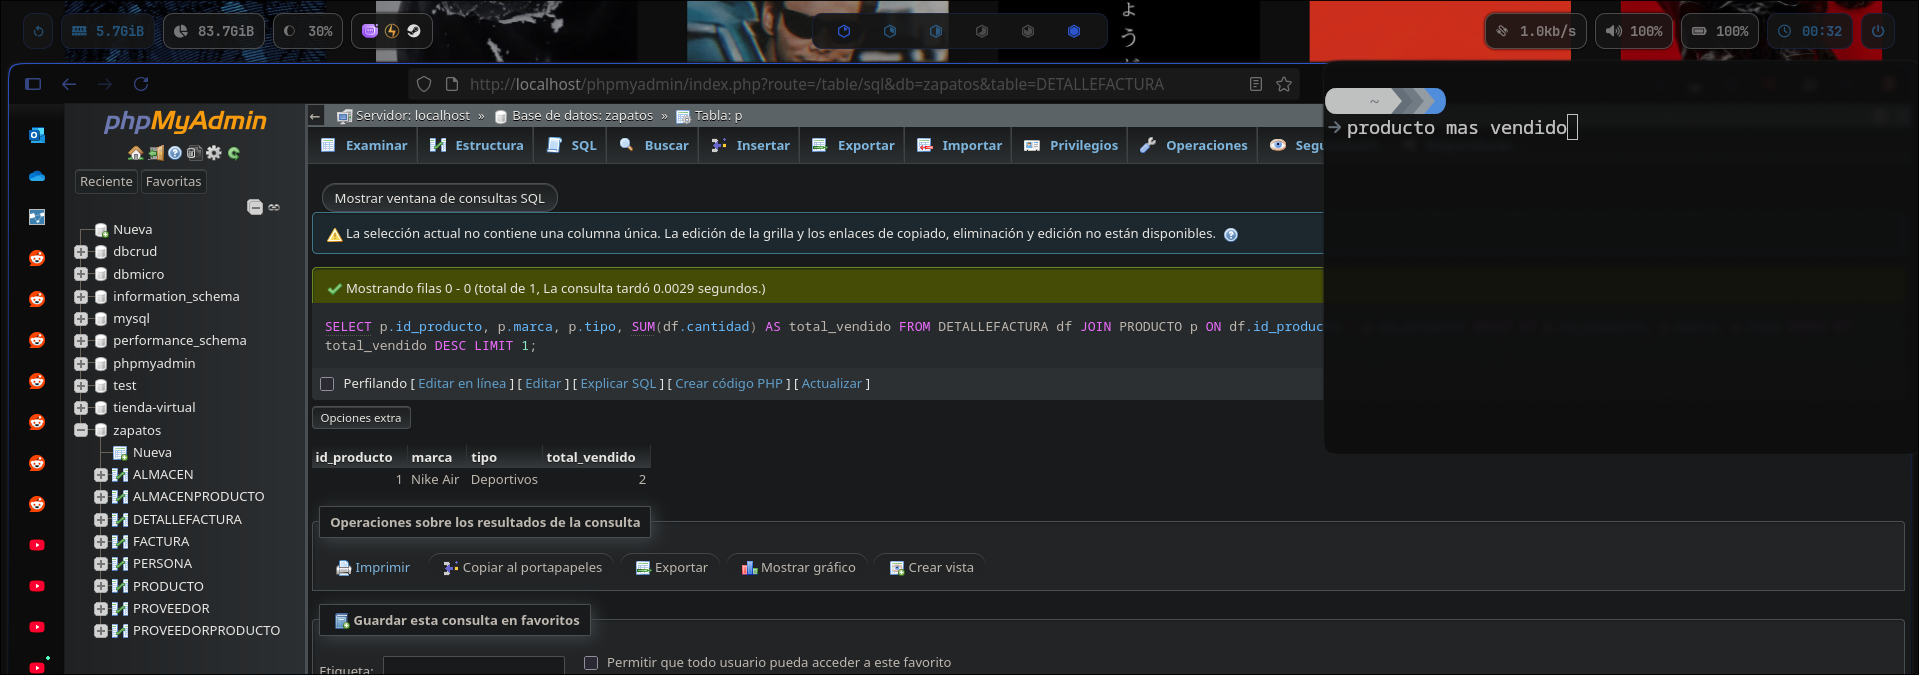 5.7GiB
83.7GiB
30%
1.0kb/s
100%
100%
00:32
ょ
う
http://localhost/phpmyadmin/index.php?route=/table/sql&db=zapatos&table=DETALLEFACTURA
~
producto mas vendido
phpMyAdmin
Reciente
Favoritas
Nueva
dbcrud
dbmicro
information_schema
mysql
performance_schema
phpmyadmin
test
tienda-virtual
zapatos
Nueva
ALMACEN
ALMACENPRODUCTO
DETALLEFACTURA
FACTURA
PERSONA
PRODUCTO
PROVEEDOR
PROVEEDORPRODUCTO
Servidor: localhost » Base de datos: zapatos » Tabla: p
Examinar
Estructura
SQL
Buscar
Insertar
Exportar
Importar
Privilegios
Operaciones
Segu
Mostrar ventana de consultas SQL
La selección actual no contiene una columna única. La edición de la grilla y los enlaces de copiado, eliminación y edición no están disponibles.
Mostrando filas 0 - 0 (total de 1, La consulta tardó 0.0029 segundos.)
SELECT p.id_producto, p.marca, p.tipo, SUM(df.cantidad) AS total_vendido FROM DETALLEFACTURA df JOIN PRODUCTO p ON df.id_produc
total_vendido DESC LIMIT 1;
Perfilando [ Editar en línea ] [ Editar ] [ Explicar SQL ] [ Crear código PHP ] [ Actualizar ]
Opciones extra
id_producto marca tipo total_vendido
1 Nike Air Deportivos 2
Operaciones sobre los resultados de la consulta
Imprimir
Copiar al portapapeles
Exportar
Mostrar gráfico
Crear vista
Guardar esta consulta en favoritos
Etiqueta:
Permitir que todo usuario pueda acceder a este favorito